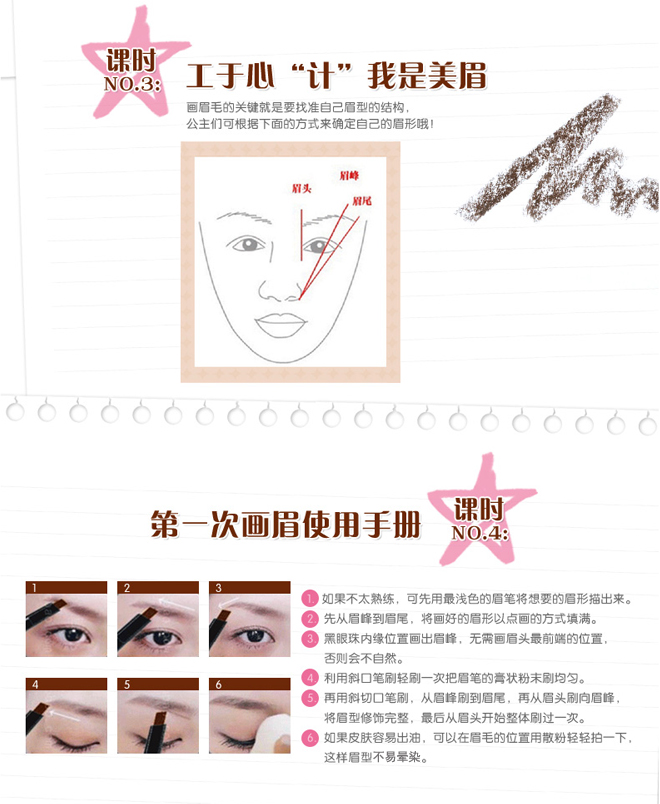 课时
NO.3:
工于心“计”我是美眉
画眉毛的关键就是要找准自己眉型的结构，
公主们可根据下面的方式来确定自己的眉形哦！
眉峰
眉头
眉尾
课时
NO.4:
第一次画眉使用手册
1
2
3
4
5
6
1 如果不太熟练，可先用最浅色的眉笔将想要的眉形描出来。
2 先从眉峰到眉尾，将画好的眉形以点画的方式填满。
3 黑眼珠内缘位置画出眉峰，无需画眉头最前端的位置，
否则会不自然。
4 利用斜口笔刷轻刷一次把眉笔的膏状粉末刷均匀。
5 再用斜切口笔刷，从眉峰刷到眉尾，再从眉头刷向眉峰，
将眉型修饰完整，最后从眉头开始整体刷过一次。
6 如果皮肤容易出油，可以在眉毛的位置用散粉轻轻拍一下，
这样眉型不易晕染。